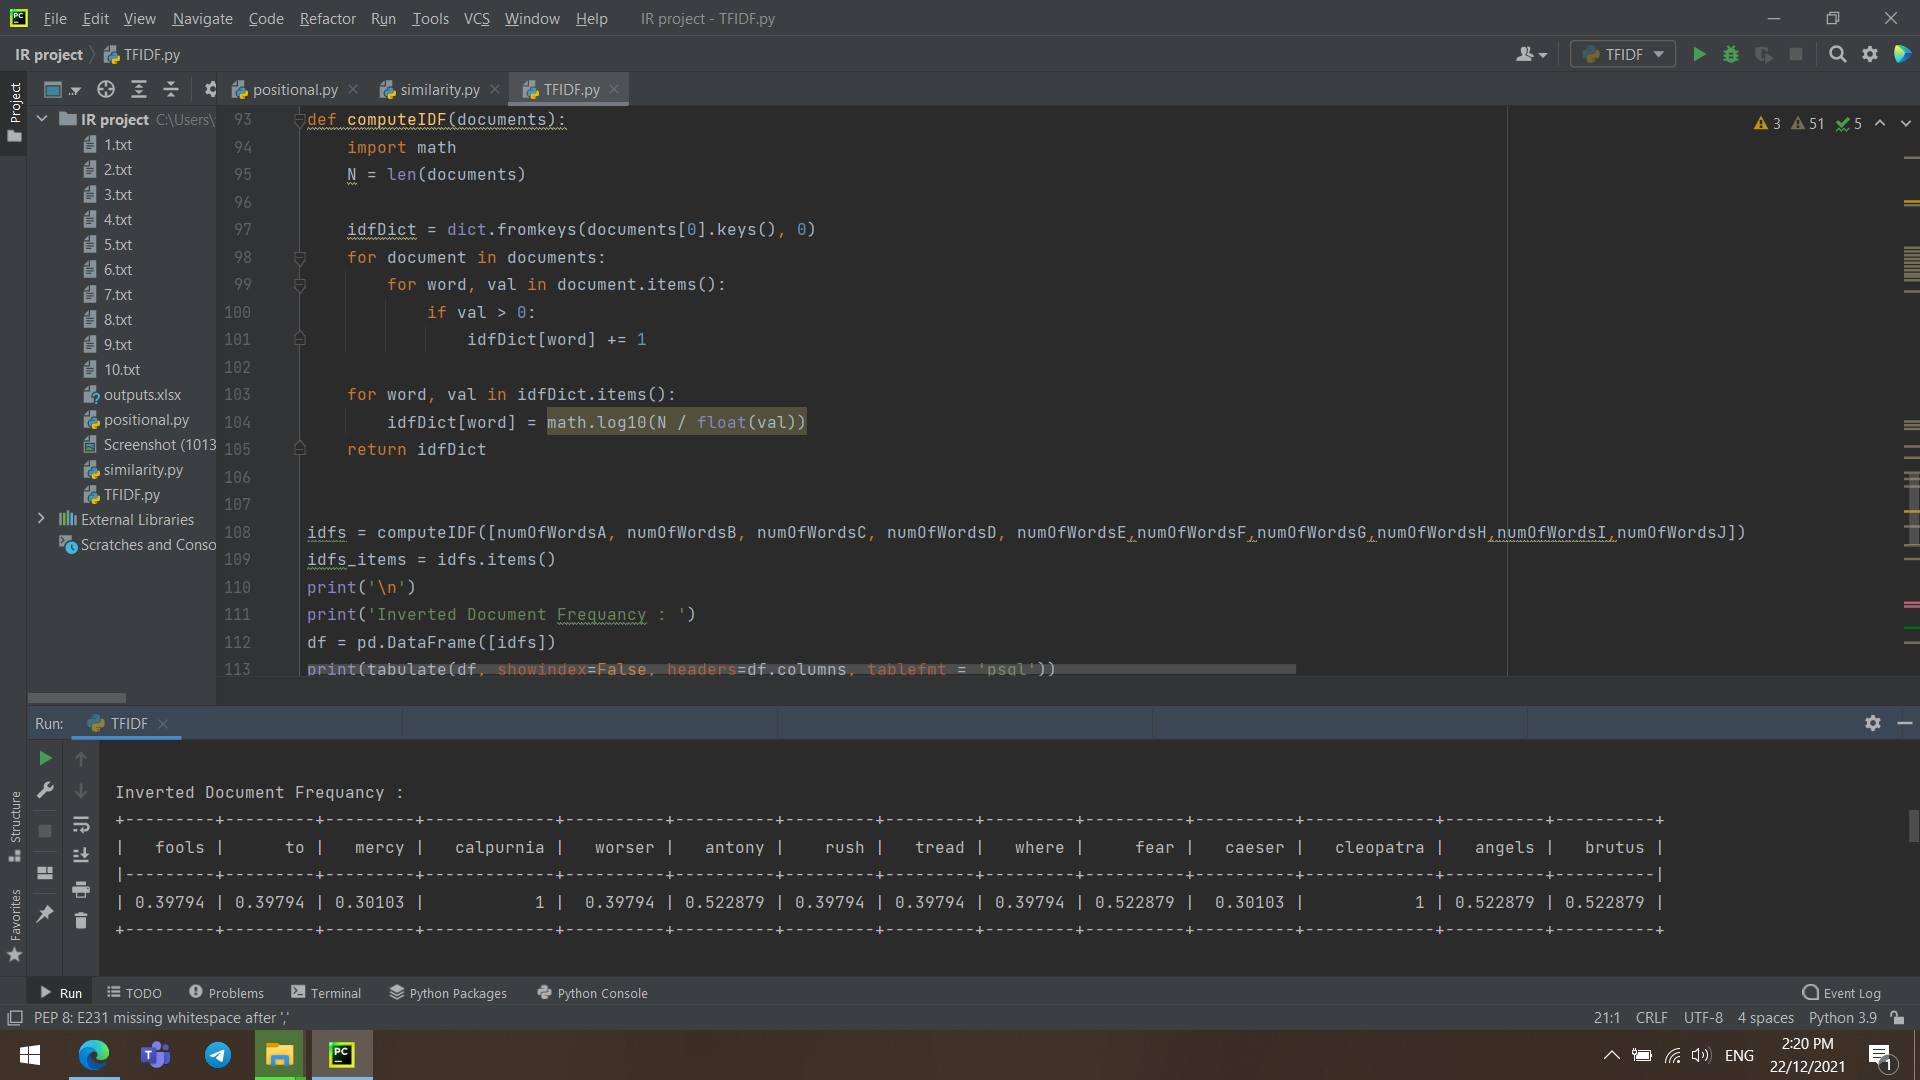 File Edit View Navigate Code Refactor Run Tools VCS Window Help IR project - TFIDF.py
IR project TFIDF.py TFIDF
Project
positional.py similarity.py TFIDF.py
IR project C:\Users\
1.txt
2.txt
3.txt
4.txt
5.txt
6.txt
7.txt
8.txt
9.txt
10.txt
outputs.xlsx
positional.py
Screenshot (1013
similarity.py
TFIDF.py
External Libraries
Scratches and Conso
3 51 5
93 def computeIDF(documents):
94     import math
95     N = len(documents)
96
97     idfDict = dict.fromkeys(documents[0].keys(), 0)
98     for document in documents:
99         for word, val in document.items():
100             if val > 0:
101                 idfDict[word] += 1
102
103     for word, val in idfDict.items():
104         idfDict[word] = math.log10(N / float(val))
105     return idfDict
106
107
108 idfs = computeIDF([numOfWordsA, numOfWordsB, numOfWordsC, numOfWordsD, numOfWordsE,numOfWordsF,numOfWordsG,numOfWordsH,numOfWordsI,numOfWordsJ])
109 idfs_items = idfs.items()
110 print('\n')
111 print('Inverted Document Frequancy : ')
112 df = pd.DataFrame([idfs])
113 print(tabulate(df, showindex=False, headers=df.columns, tablefmt = 'psql'))
Run: TFIDF
Structure
Favorites
Inverted Document Frequancy :
+---------+---------+---------+-------------+----------+----------+---------+---------+---------+----------+----------+-------------+----------+----------+
|   fools |      to |   mercy |   calpurnia |   worser |   antony |    rush |   tread |   where |     fear |   caeser |   cleopatra |   angels |   brutus |
|---------+---------+---------+-------------+----------+----------+---------+---------+---------+----------+----------+-------------+----------+----------|
| 0.39794 | 0.39794 | 0.30103 |           1 |  0.39794 | 0.522879 | 0.39794 | 0.39794 | 0.39794 | 0.522879 |  0.30103 |           1 | 0.522879 | 0.522879 |
+---------+---------+---------+-------------+----------+----------+---------+---------+---------+----------+----------+-------------+----------+----------+
Run TODO Problems Terminal Python Packages Python Console Event Log
PEP 8: E231 missing whitespace after ',' 21:1 CRLF UTF-8 4 spaces Python 3.9
ENG 2:20 PM
22/12/2021 1